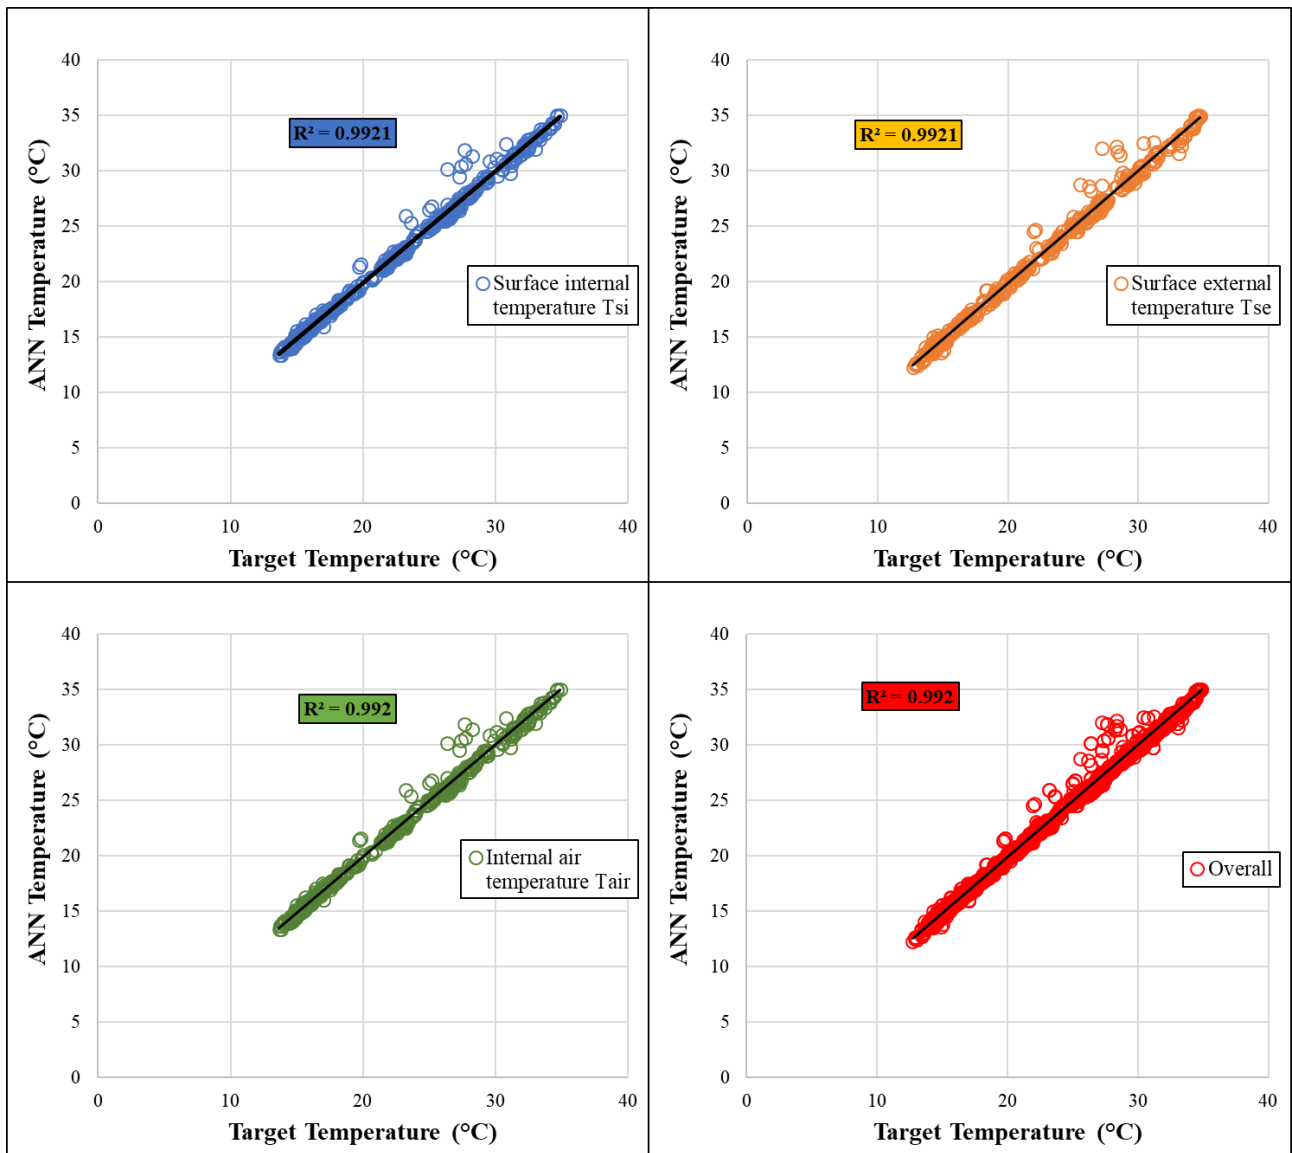 40
35
30
25
20
15
10
5
0
ANN Temperature (°C)
R² = 0.9921
Surface internal
temperature Tsi
0 10 20 30 40
Target Temperature (°C)
40
35
30
25
20
15
10
5
0
ANN Temperature (°C)
R² = 0.9921
Surface external
temperature Tse
0 10 20 30 40
Target Temperature (°C)
40
35
30
25
20
15
10
5
0
ANN Temperature (°C)
R² = 0.992
Internal air
temperature Tair
0 10 20 30 40
Target Temperature (°C)
40
35
30
25
20
15
10
5
0
ANN Temperature (°C)
R² = 0.992
Overall
0 10 20 30 40
Target Temperature (°C)